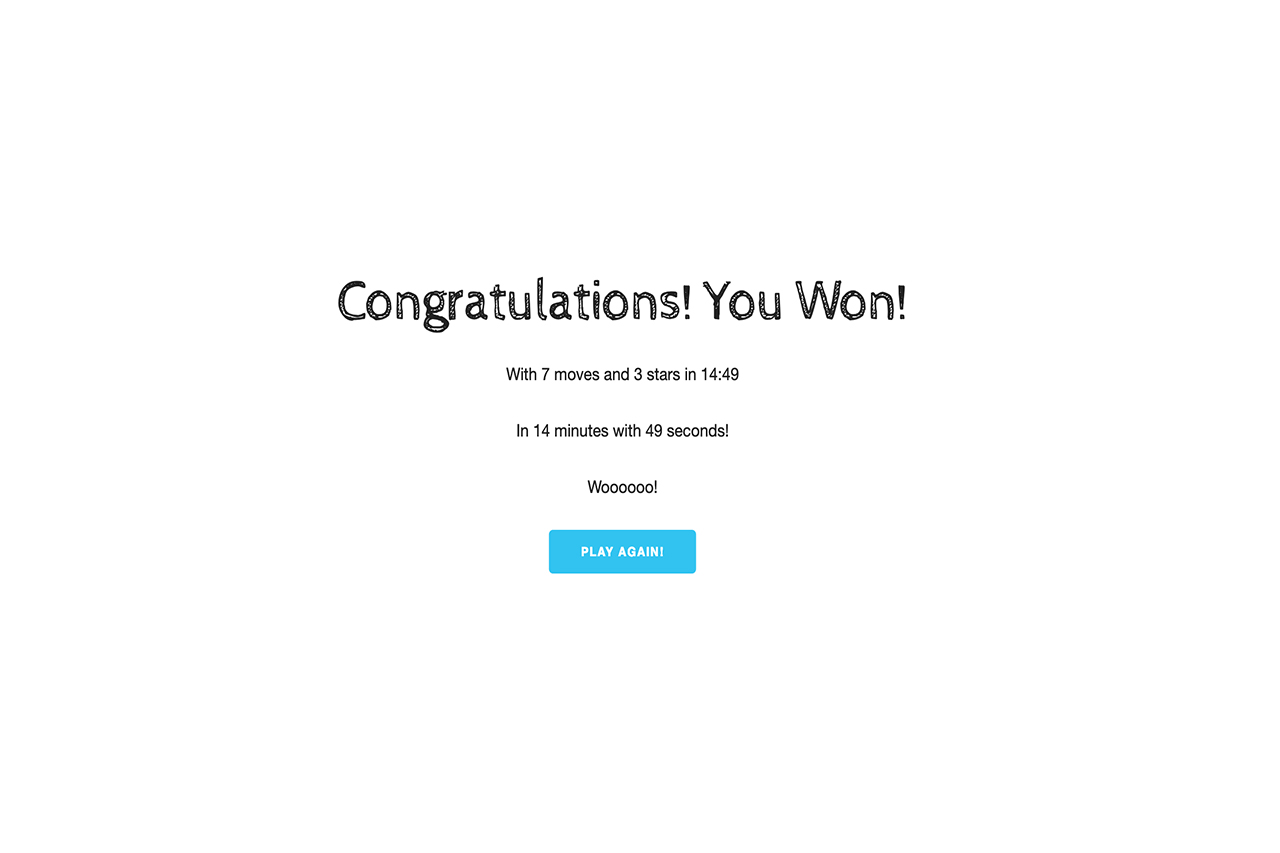 Congratulations! You Won!
With 7 moves and 3 stars in 14:49
In 14 minutes with 49 seconds!
Woooooo!
PLAY AGAIN!